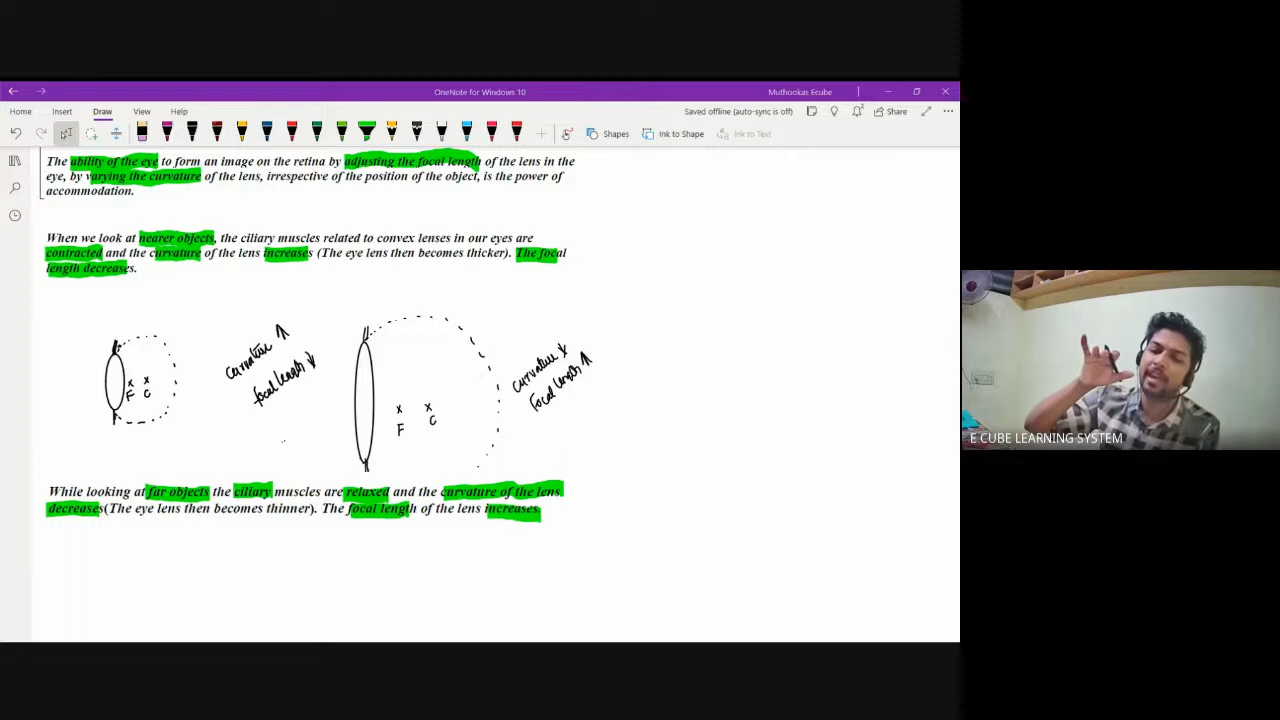 OneNote for Windows 10
Muthookas Ecube
Home Insert Draw View Help
Saved offline (auto-sync is off)
Share
Shapes
Ink to Shape
Ink to Text
The ability of the eye to form an image on the retina by adjusting the focal length of the lens in the
eye, by varying the curvature of the lens, irrespective of the position of the object, is the power of
accommodation.
When we look at nearer objects, the ciliary muscles related to convex lenses in our eyes are
contracted and the curvature of the lens increases (The eye lens then becomes thicker). The focal
length decreases.
curvature ↑
focal length ↓
F C
curvature ↓
Focal length ↑
F C
While looking at far objects the ciliary muscles are relaxed and the curvature of the lens
decreases(The eye lens then becomes thinner). The focal length of the lens increases.
E CUBE LEARNING SYSTEM